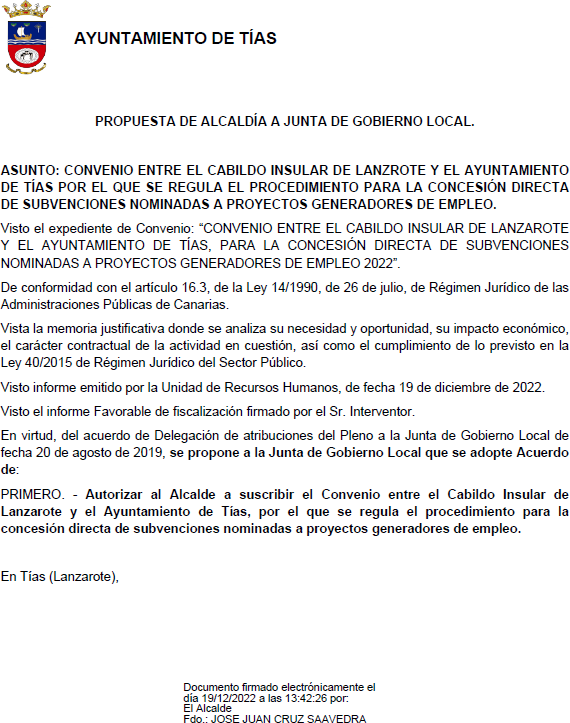 AYUNTAMIENTO DE TÍAS
PROPUESTA DE ALCALDÍA A JUNTA DE GOBIERNO LOCAL.
ASUNTO: CONVENIO ENTRE EL CABILDO INSULAR DE LANZROTE Y EL AYUNTAMIENTO
DE TÍAS POR EL QUE SE REGULA EL PROCEDIMIENTO PARA LA CONCESIÓN DIRECTA
DE SUBVENCIONES NOMINADAS A PROYECTOS GENERADORES DE EMPLEO.
Visto el expediente de Convenio: “CONVENIO ENTRE EL CABILDO INSULAR DE LANZAROTE
Y EL AYUNTAMIENTO DE TÍAS, PARA LA CONCESIÓN DIRECTA DE SUBVENCIONES
NOMINADAS A PROYECTOS GENERADORES DE EMPLEO 2022”.
De conformidad con el artículo 16.3, de la Ley 14/1990, de 26 de julio, de Régimen Jurídico de las
Administraciones Públicas de Canarias.
Vista la memoria justificativa donde se analiza su necesidad y oportunidad, su impacto económico,
el carácter contractual de la actividad en cuestión, así como el cumplimiento de lo previsto en la
Ley 40/2015 de Régimen Jurídico del Sector Público.
Visto informe emitido por la Unidad de Recursos Humanos, de fecha 19 de diciembre de 2022.
Visto el informe Favorable de fiscalización firmado por el Sr. Interventor.
En virtud, del acuerdo de Delegación de atribuciones del Pleno a la Junta de Gobierno Local de
fecha 20 de agosto de 2019, se propone a la Junta de Gobierno Local que se adopte Acuerdo
de:
PRIMERO. - Autorizar al Alcalde a suscribir el Convenio entre el Cabildo Insular de
Lanzarote y el Ayuntamiento de Tías, por el que se regula el procedimiento para la
concesión directa de subvenciones nominadas a proyectos generadores de empleo.
En Tías (Lanzarote),
Documento firmado electrónicamente el
día 19/12/2022 a las 13:42:26 por:
El Alcalde
Fdo.: JOSE JUAN CRUZ SAAVEDRA